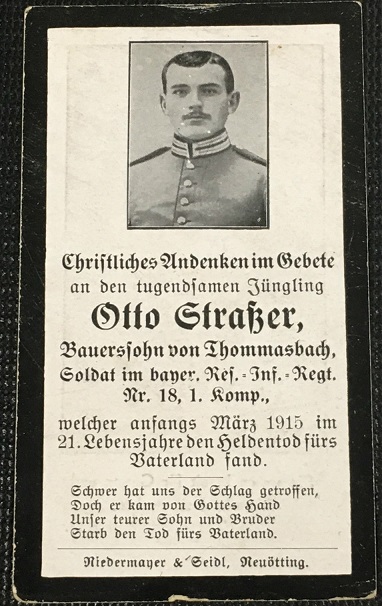 Christliches Andenken im Gebete
an den tugendsamen Jüngling
Otto Straßer,
Bauerssohn von Thommasbach,
Soldat im bayer. Res.-Inf.-Regt.
Nr. 18, 1. Komp.,
welcher anfangs März 1915 im
21. Lebensjahre den Heldentod fürs
Vaterland fand.
Schwer hat uns der Schlag getroffen,
Doch er kam von Gottes Hand
Unser teurer Sohn und Bruder
Starb den Tod fürs Vaterland.
Niedermayer & Seidl, Neuötting.